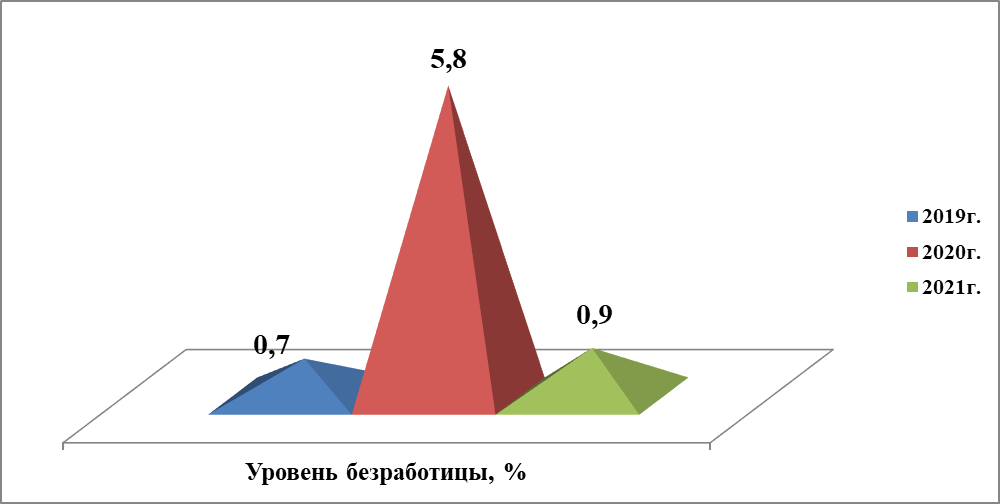 5,8
0,7
0,9
2019г.
2020г.
2021г.
Уровень безработицы, %